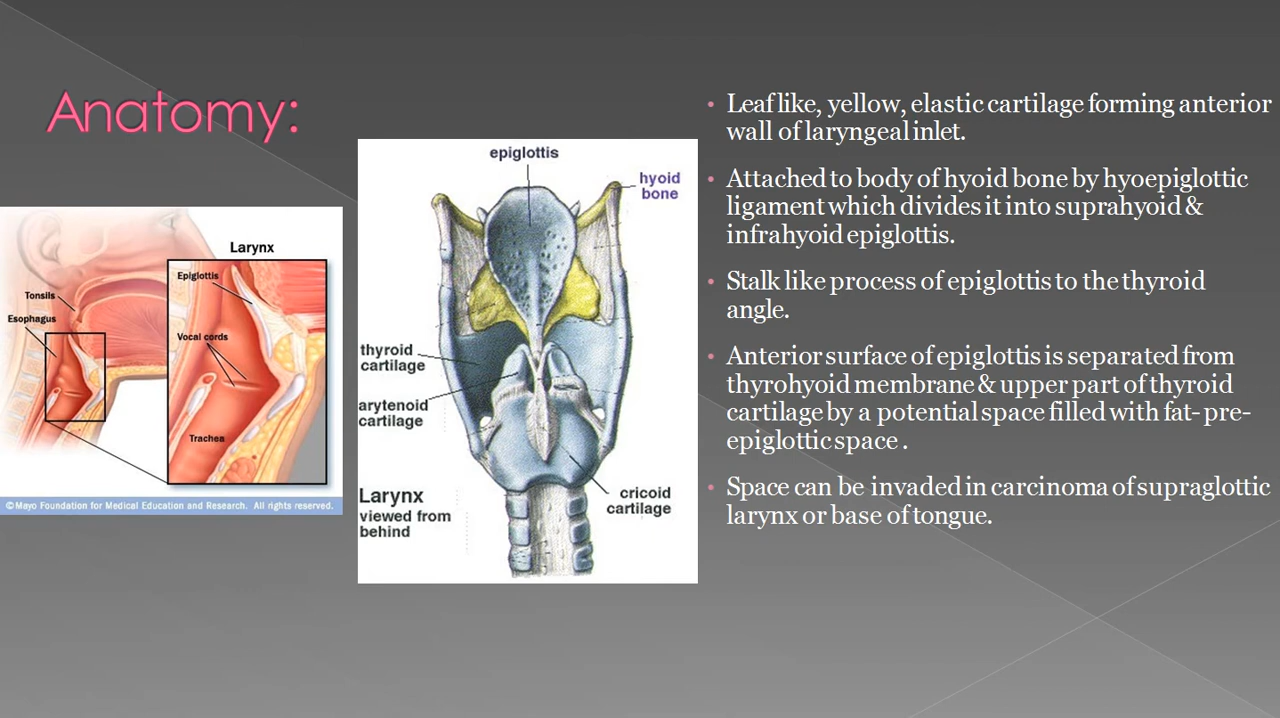 Anatomy:
Larynx
Epiglottis
Tonsils
Esophagus
Vocal cords
Trachea
©Mayo Foundation for Medical Education and Research. All rights reserved.
epiglottis
hyoid
bone
thyroid
cartilage
arytenoid
cartilage
Larynx
viewed from
behind
cricoid
cartilage
• Leaf like, yellow, elastic cartilage forming anterior
wall of laryngeal inlet.
• Attached to body of hyoid bone by hyoepiglottic
ligament which divides it into suprahyoid &
infrahyoid epiglottis.
• Stalk like process of epiglottis to the thyroid
angle.
• Anterior surface of epiglottis is separated from
thyrohyoid membrane & upper part of thyroid
cartilage by a potential space filled with fat- pre-
epiglottic space .
• Space can be invaded in carcinoma of supraglottic
larynx or base of tongue.